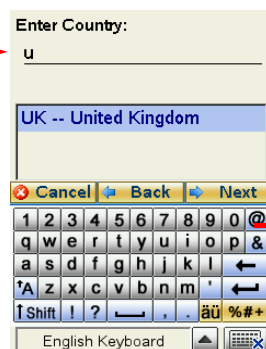 Enter Country:
u
UK -- United Kingdom
Cancel Back Next
1 2 3 4 5 6 7 8 9 0 @
q w e r t y u i o p &
a s d f g h j k l ←
↑A z x c v b n m ' ↵
↑Shift ! ? , . äü %#+
English Keyboard